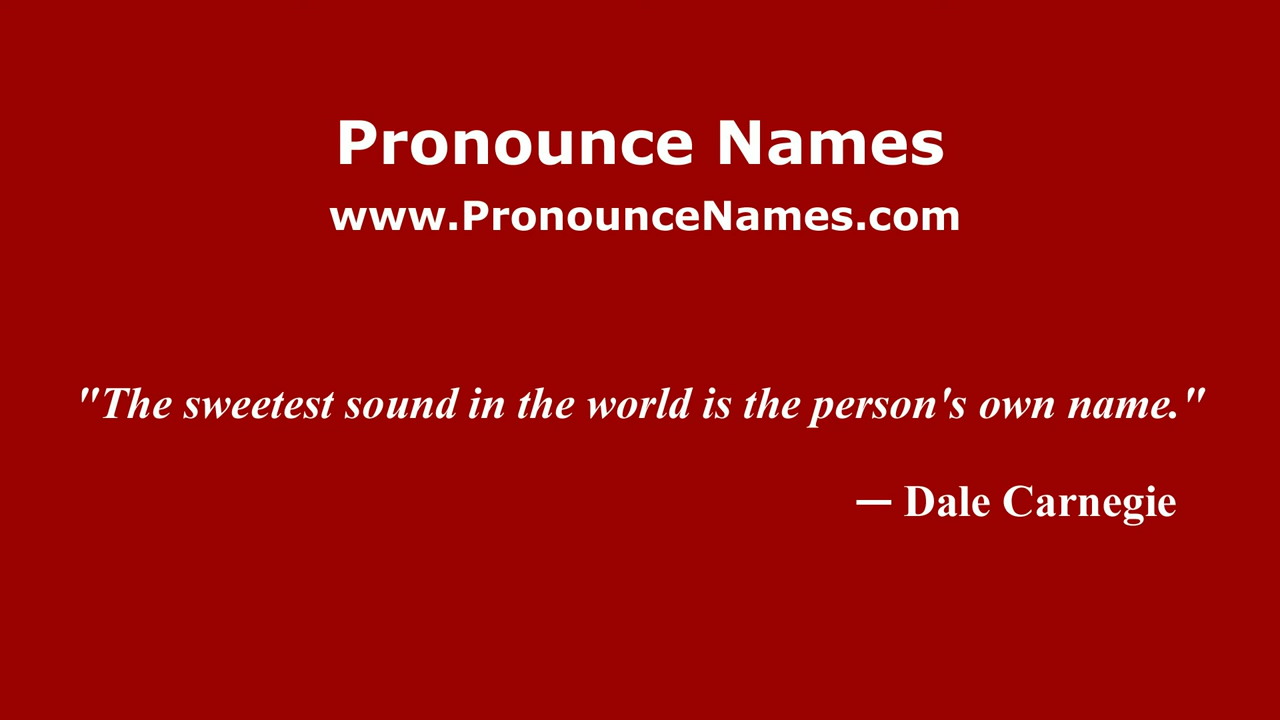 Pronounce Names
www.PronounceNames.com
"The sweetest sound in the world is the person's own name."
— Dale Carnegie